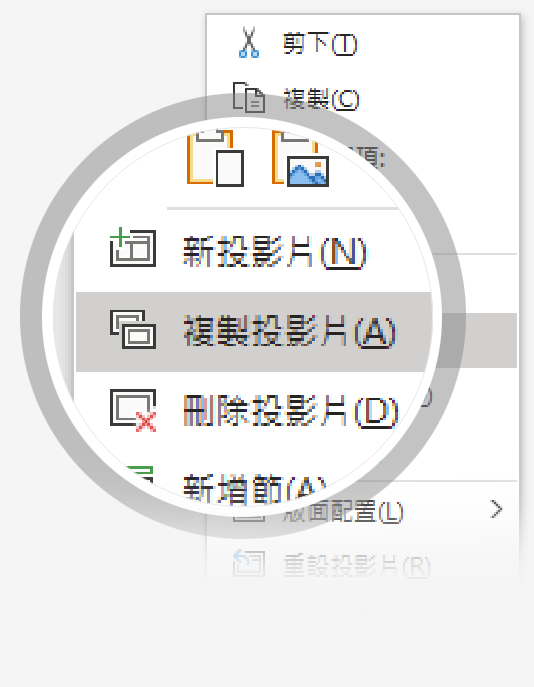 剪下(T)
複製(C)
項:
新投影片(N)
複製投影片(A)
刪除投影片(D)
新增節(A)
版面配置(L)
重設投影片(R)